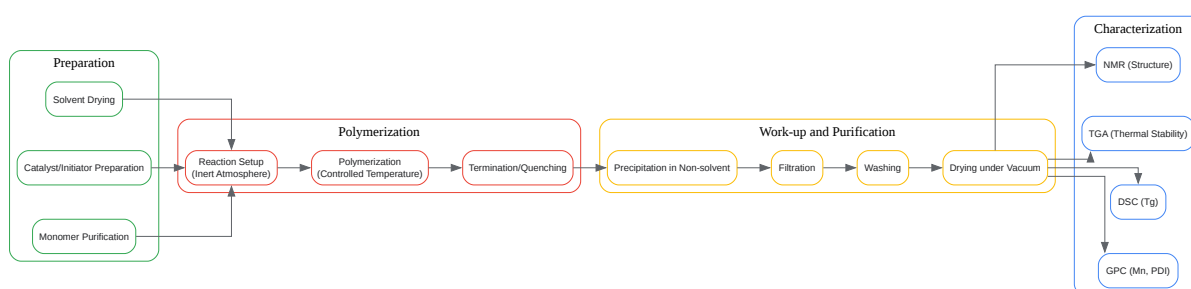 Preparation
Solvent Drying
Catalyst/Initiator Preparation
Monomer Purification
Polymerization
Reaction Setup
(Inert Atmosphere)
Polymerization
(Controlled Temperature)
Termination/Quenching
Work-up and Purification
Precipitation in Non-solvent
Filtration
Washing
Drying under Vacuum
Characterization
NMR (Structure)
TGA (Thermal Stability)
DSC (Tg)
GPC (Mn, PDI)